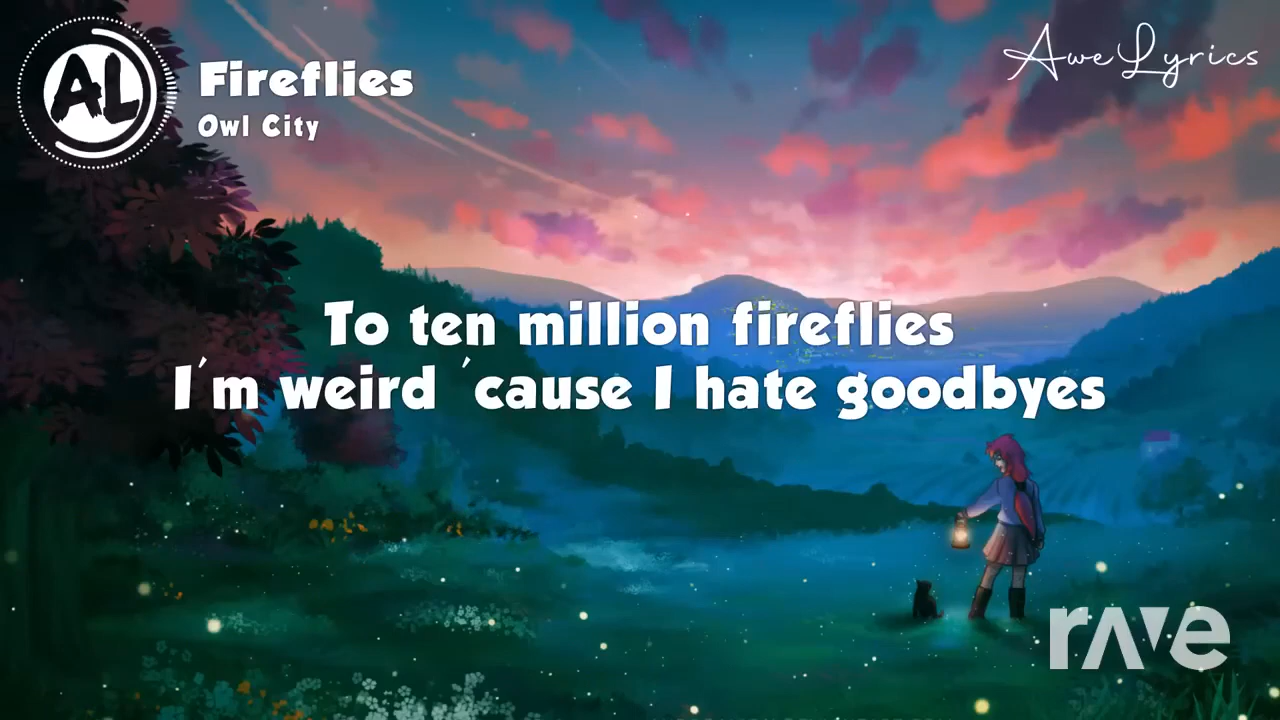 AL
Fireflies
Owl City
AweLyrics
To ten million fireflies
I'm weird 'cause I hate goodbyes
rave